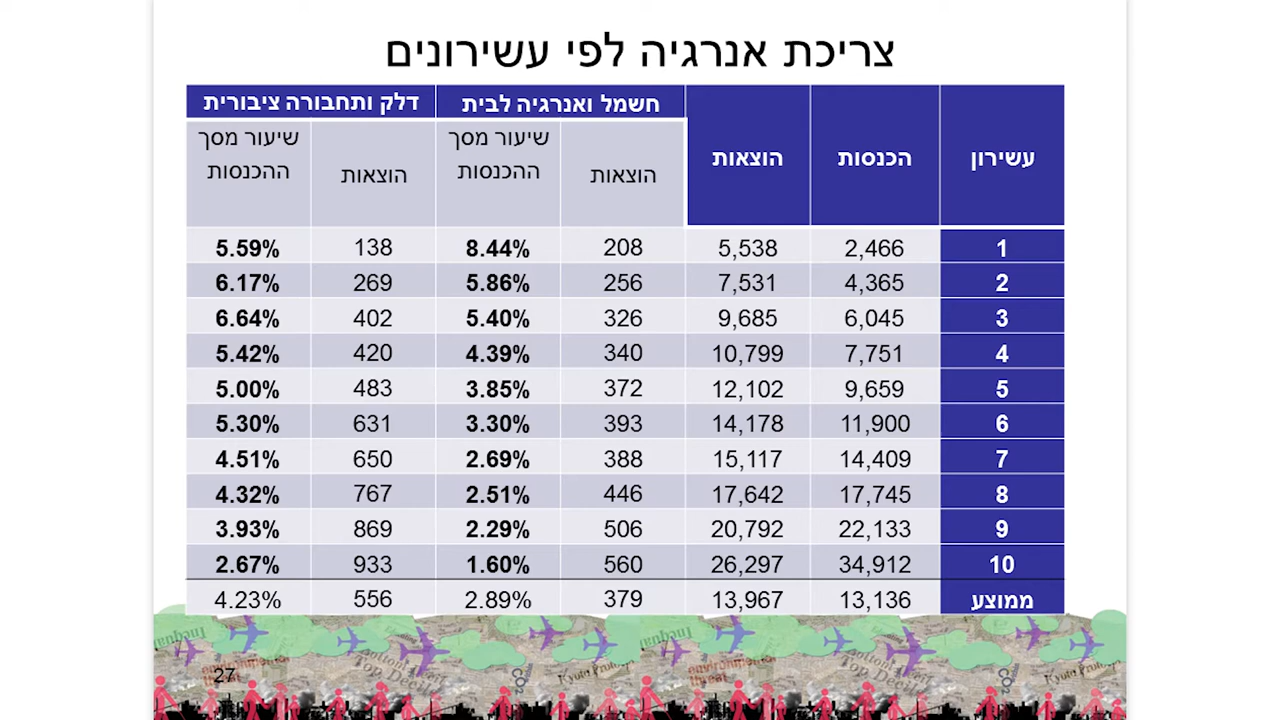 צריכת אנרגיה לפי עשירונים
עשירון הכנסות הוצאות חשמל ואנרגיה לבית דלק ותחבורה ציבורית
הוצאות שיעור מסך ההכנסות הוצאות שיעור מסך ההכנסות
1 2,466 5,538 208 8.44% 138 5.59%
2 4,365 7,531 256 5.86% 269 6.17%
3 6,045 9,685 326 5.40% 402 6.64%
4 7,751 10,799 340 4.39% 420 5.42%
5 9,659 12,102 372 3.85% 483 5.00%
6 11,900 14,178 393 3.30% 631 5.30%
7 14,409 15,117 388 2.69% 650 4.51%
8 17,745 17,642 446 2.51% 767 4.32%
9 22,133 20,792 506 2.29% 869 3.93%
10 34,912 26,297 560 1.60% 933 2.67%
ממוצע 13,136 13,967 379 2.89% 556 4.23%
27